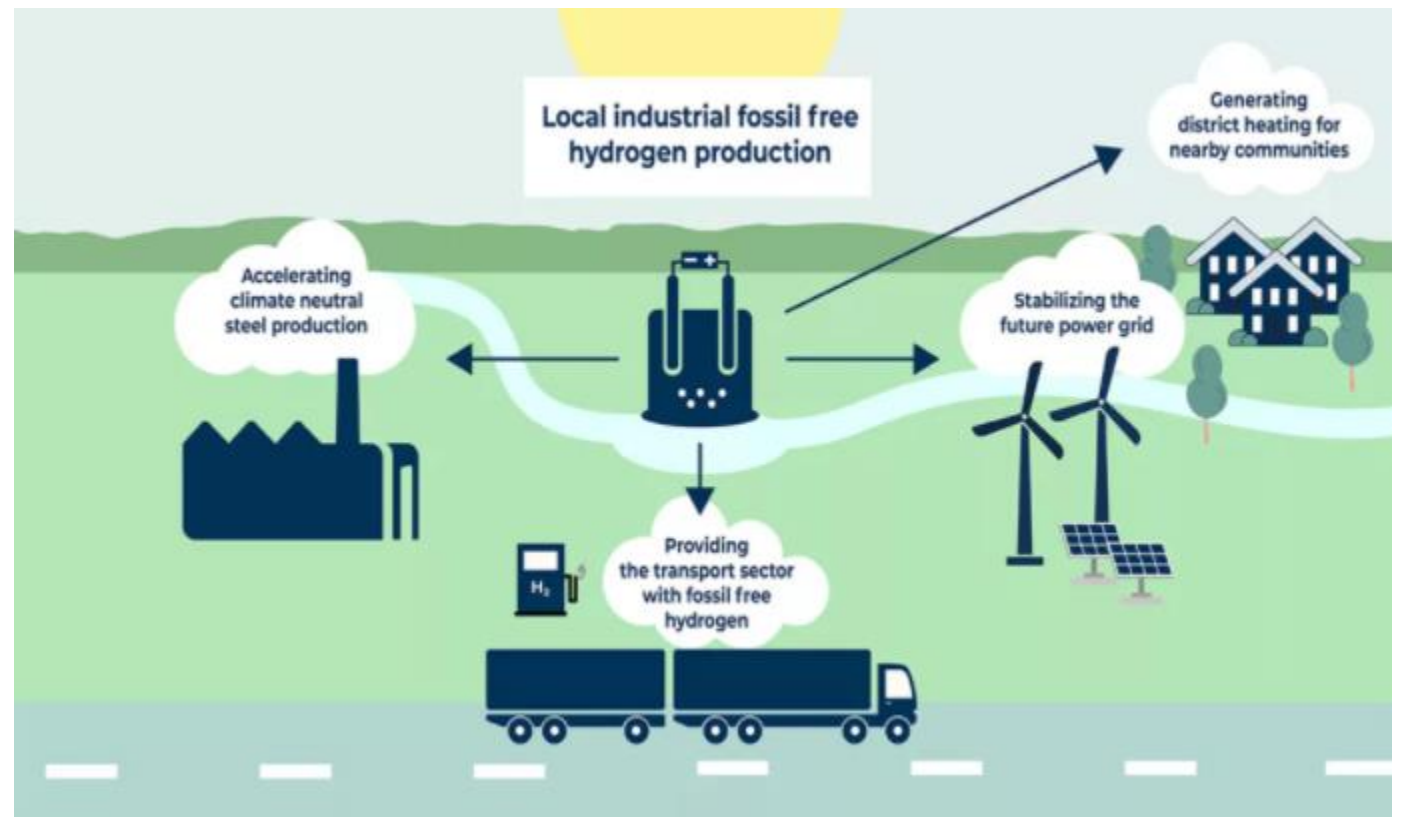 Local industrial fossil free
hydrogen production
Generating
district heating for
nearby communities
Accelerating
climate neutral
steel production
- +
Stabilizing the
future power grid
Providing
the transport sector
with fossil free
hydrogen
H₂